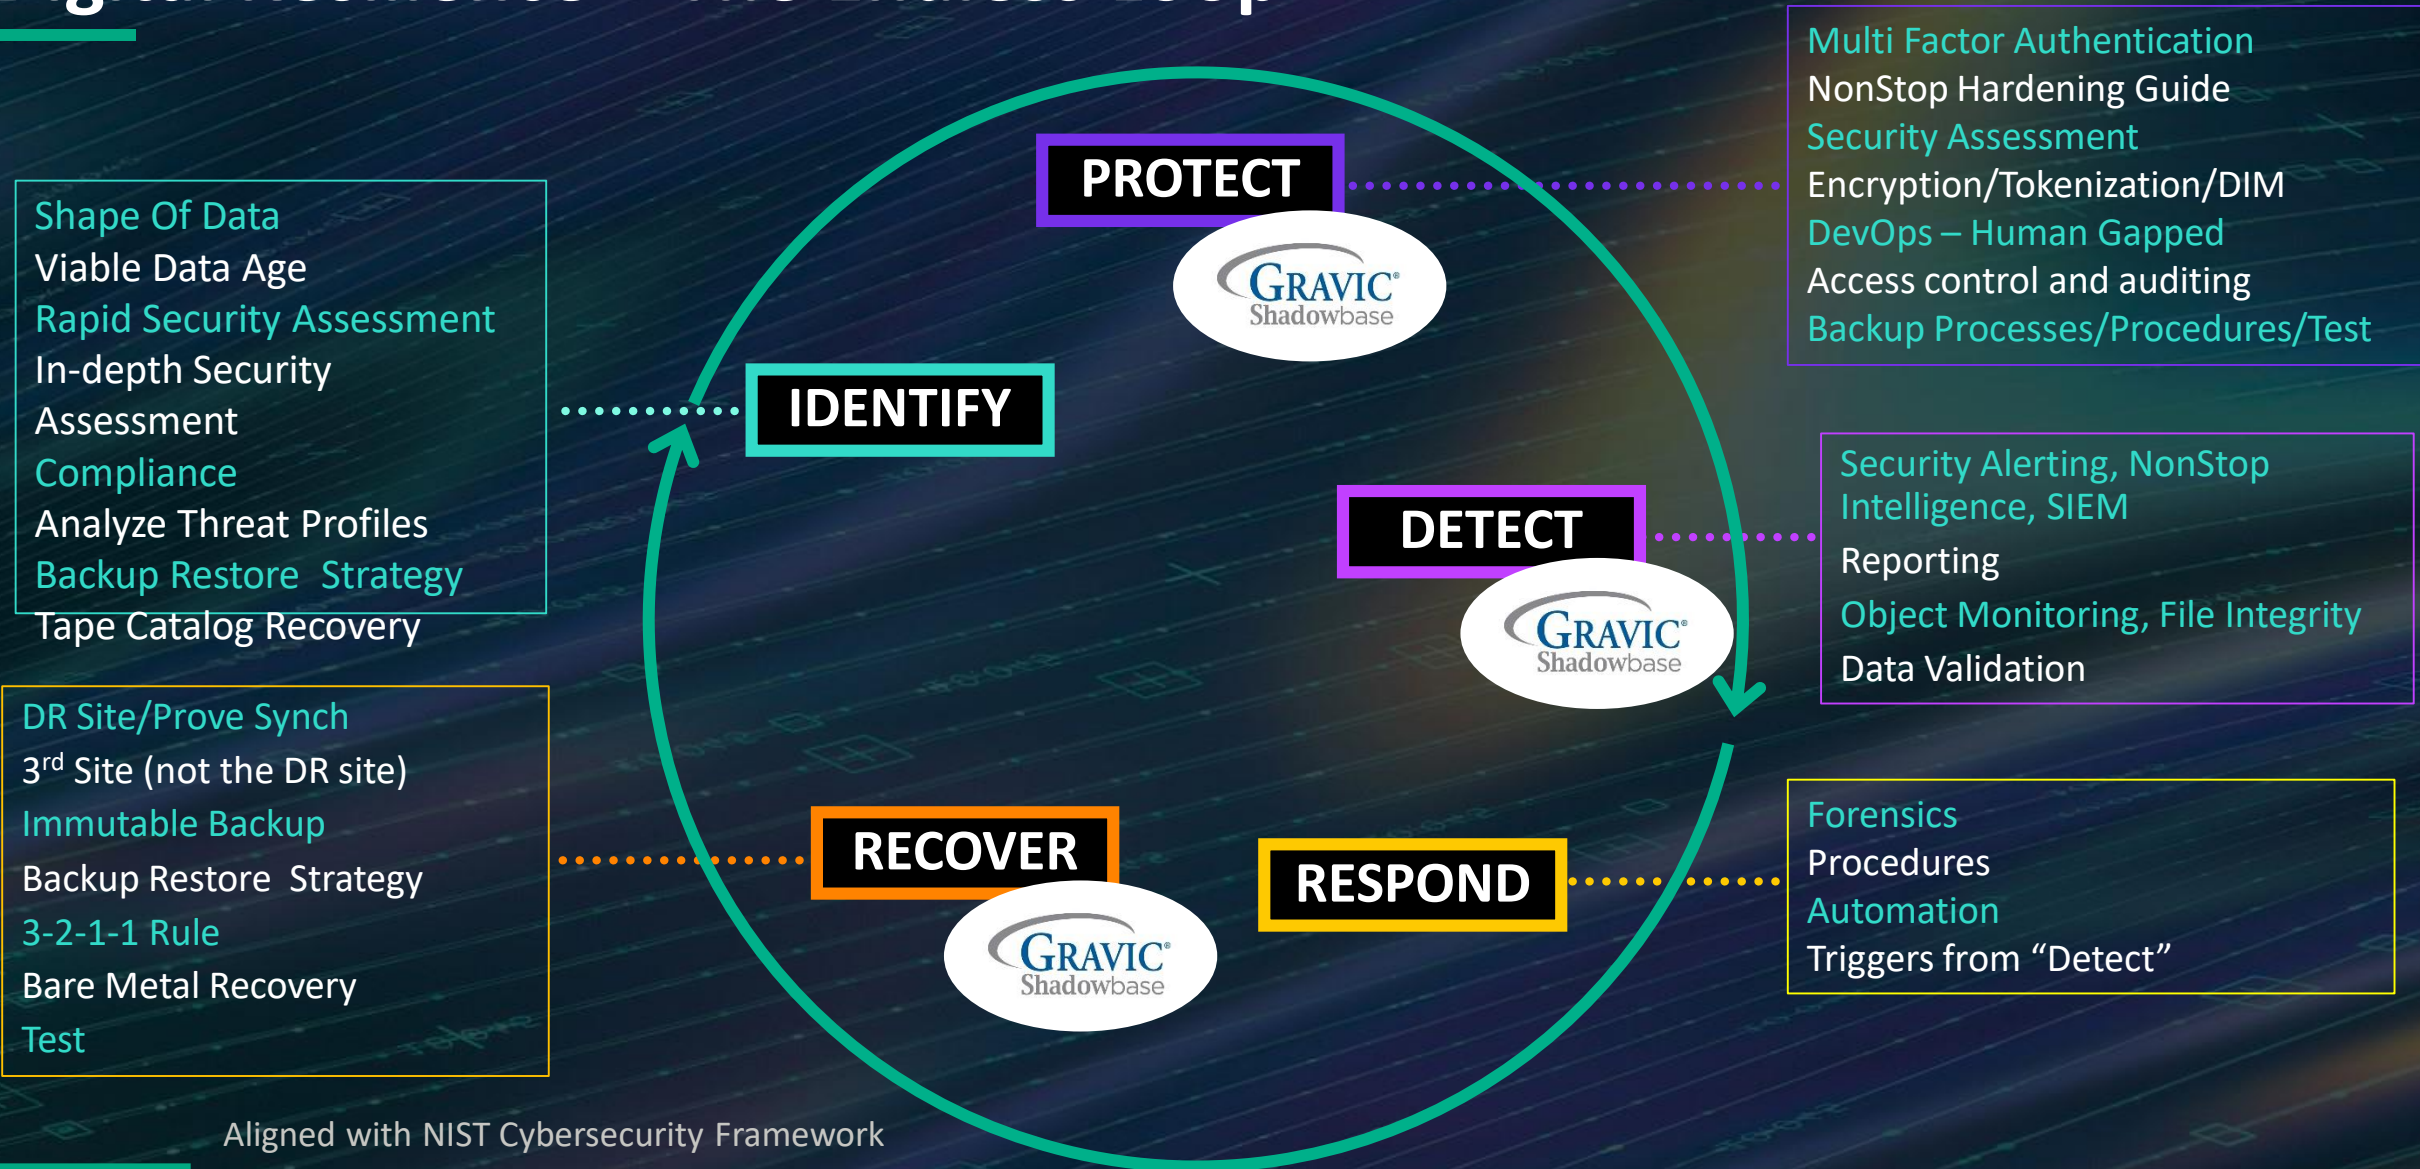 Digital Resilience – The Endless Loop
PROTECT
GRAVIC®
Shadowbase
Multi Factor Authentication
NonStop Hardening Guide
Security Assessment
Encryption/Tokenization/DIM
DevOps – Human Gapped
Access control and auditing
Backup Processes/Procedures/Test
IDENTIFY
Shape Of Data
Viable Data Age
Rapid Security Assessment
In-depth Security
Assessment
Compliance
Analyze Threat Profiles
Backup Restore  Strategy
Tape Catalog Recovery
DETECT
GRAVIC®
Shadowbase
Security Alerting, NonStop
Intelligence, SIEM
Reporting
Object Monitoring, File Integrity
Data Validation
RESPOND
Forensics
Procedures
Automation
Triggers from “Detect”
RECOVER
GRAVIC®
Shadowbase
DR Site/Prove Synch
3rd Site (not the DR site)
Immutable Backup
Backup Restore  Strategy
3-2-1-1 Rule
Bare Metal Recovery
Test
Aligned with NIST Cybersecurity Framework